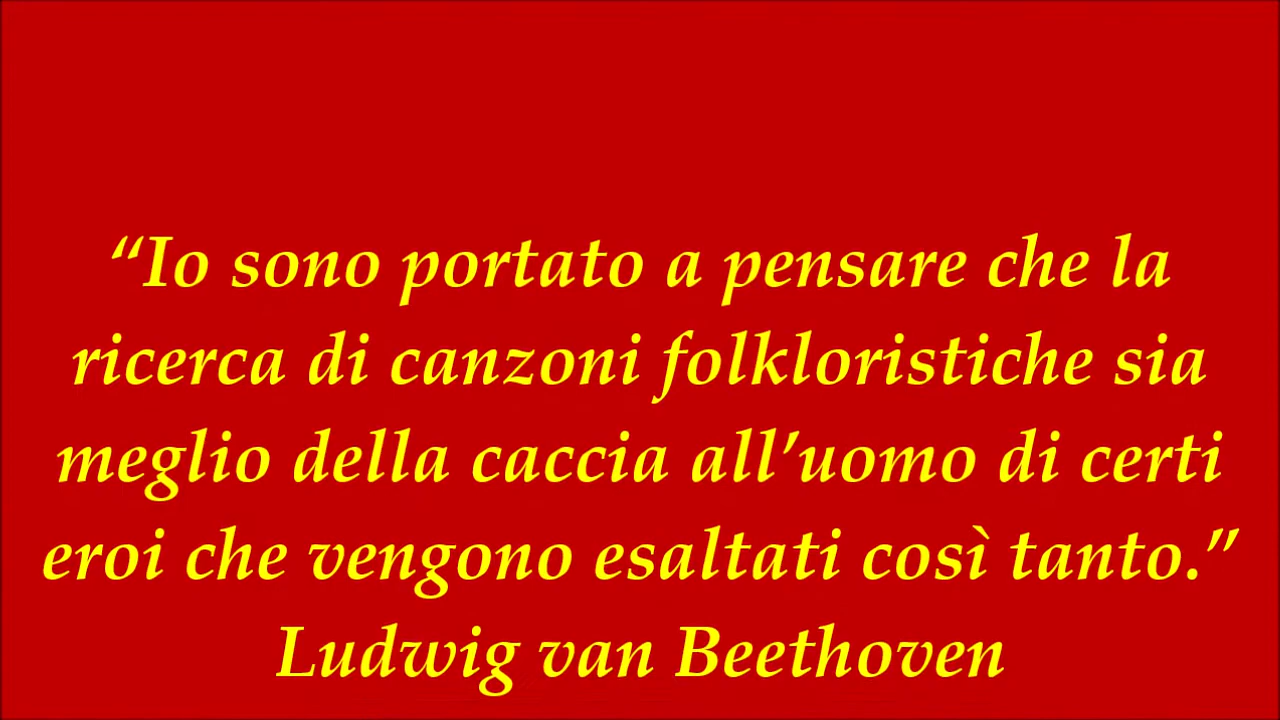 “Io sono portato a pensare che la
ricerca di canzoni folkloristiche sia
meglio della caccia all’uomo di certi
eroi che vengono esaltati così tanto.”
Ludwig van Beethoven